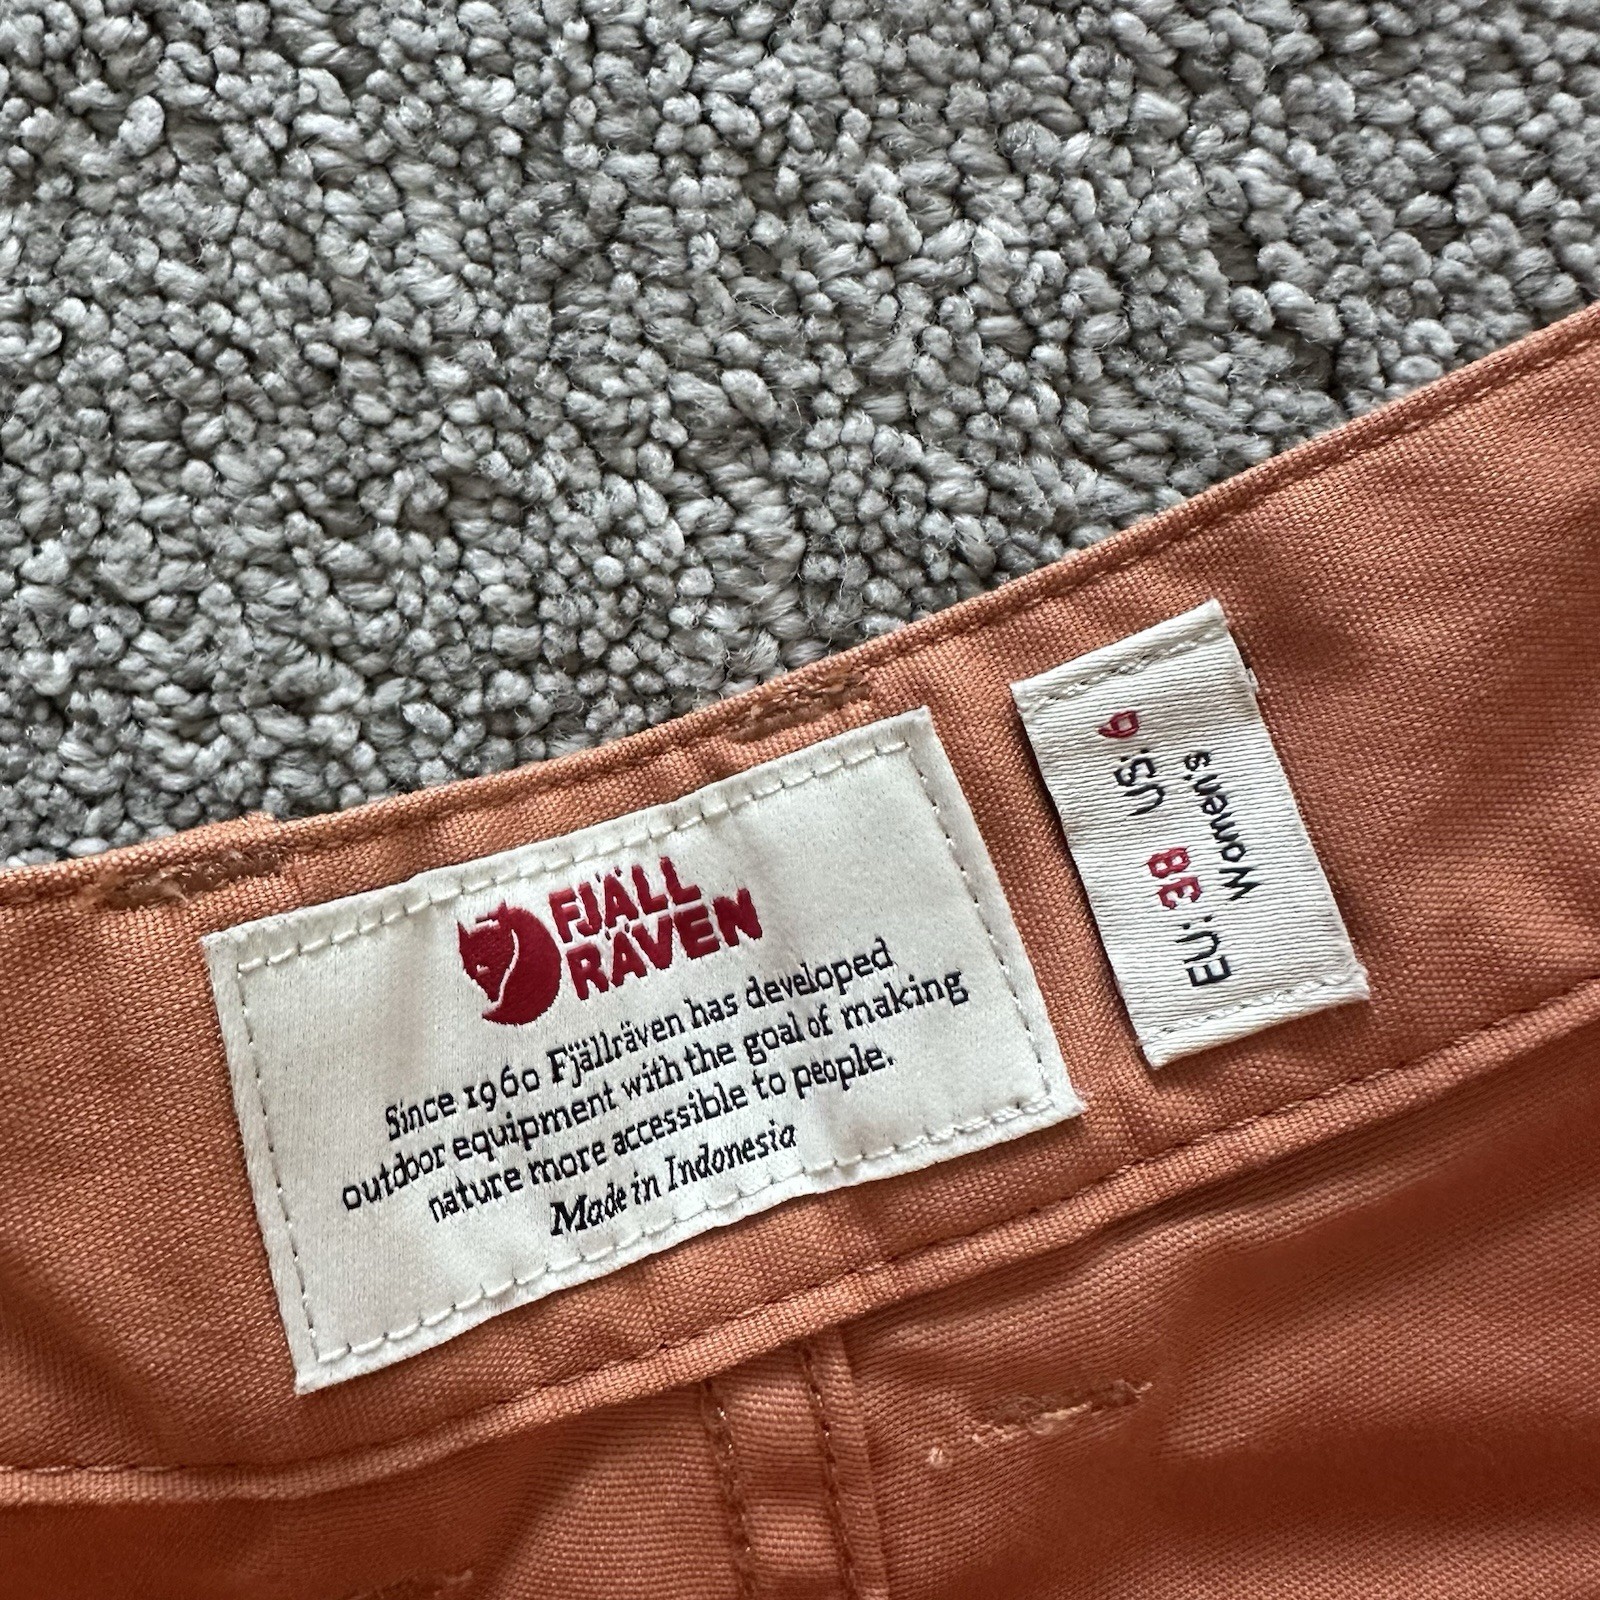 FJÄLL
RÄVEN
Since 1960 Fjällräven has developed
outdoor equipment with the goal of making
nature more accessible to people.
Made in Indonesia
EU: 38 US: 6
Women's